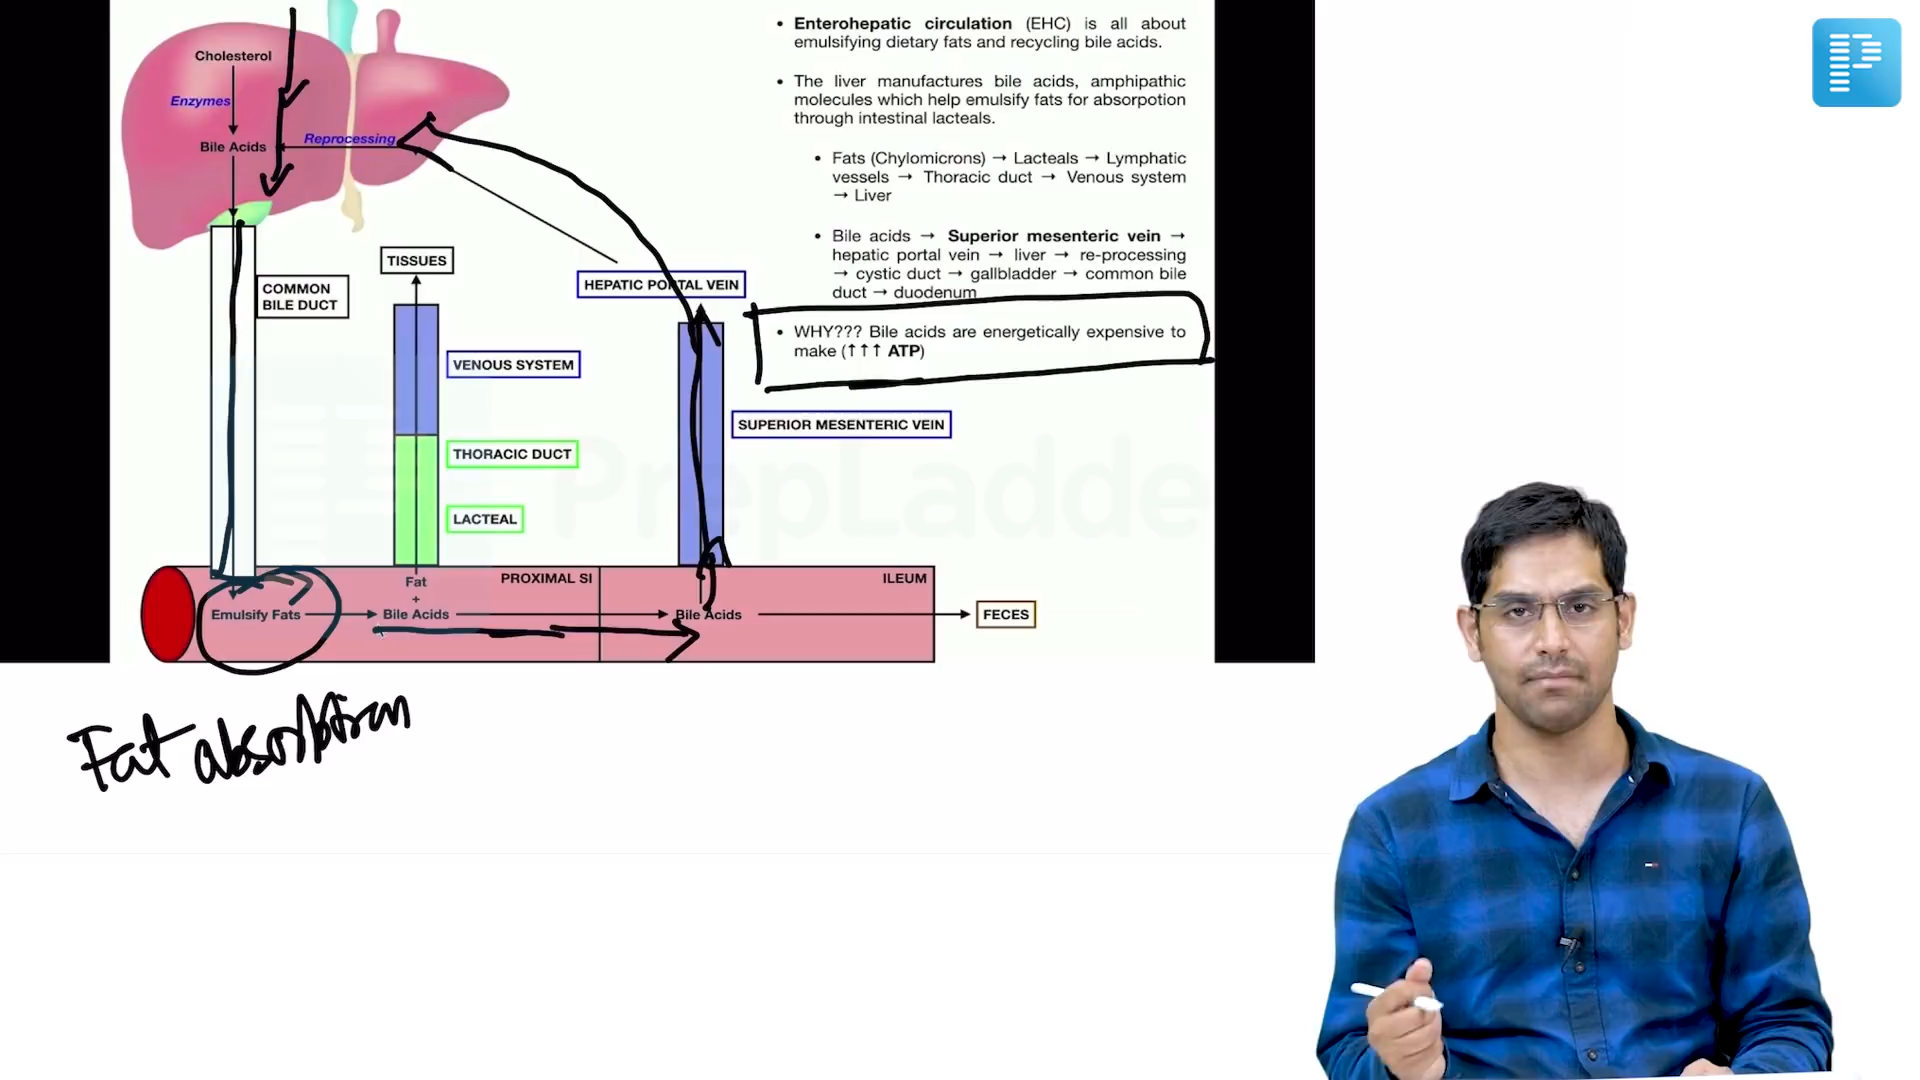 Cholesterol
Enzymes
Reprocessing
Bile Acids
COMMON
BILE DUCT
TISSUES
HEPATIC PORTAL VEIN
VENOUS SYSTEM
SUPERIOR MESENTERIC VEIN
THORACIC DUCT
LACTEAL
Fat
+
PROXIMAL SI
ILEUM
Emulsify Fats
Bile Acids
Bile Acids
FECES
• Enterohepatic circulation (EHC) is all about
emulsifying dietary fats and recycling bile acids.
• The liver manufactures bile acids, amphipathic
molecules which help emulsify fats for absorpotion
through intestinal lacteals.
• Fats (Chylomicrons) → Lacteals → Lymphatic
vessels → Thoracic duct → Venous system
→ Liver
• Bile acids → Superior mesenteric vein →
hepatic portal vein → liver → re-processing
→ cystic duct → gallbladder → common bile
duct → duodenum
• WHY??? Bile acids are energetically expensive to
make (↑↑↑ ATP)
PrepLadde
Fat absorption